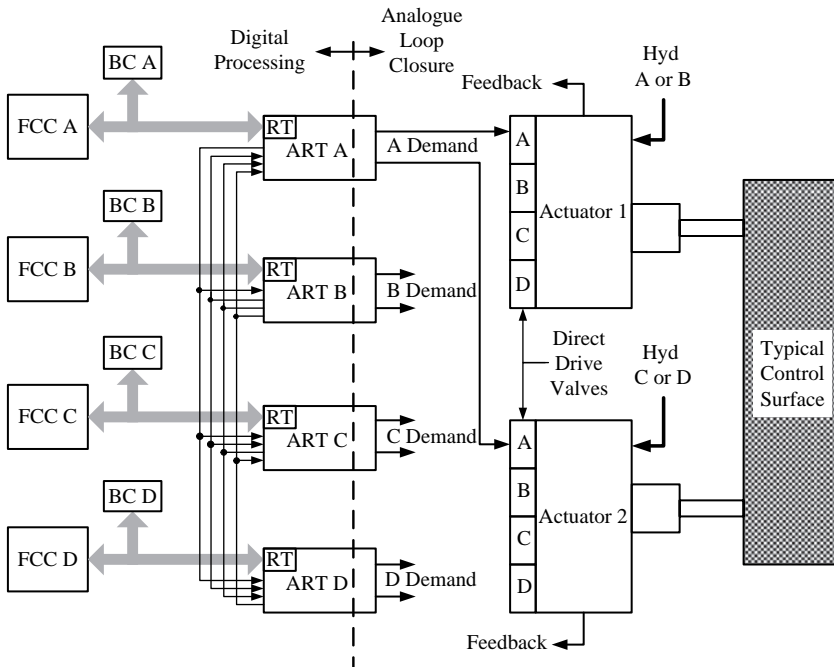 Digital
Processing
Analogue
Loop
Closure
BC A
FCC A
RT
ART A
A Demand
Feedback
Hyd
A or B
A
B
C
D
Actuator 1
BC B
FCC B
RT
ART B
B Demand
Direct
Drive
Valves
Typical
Control
Surface
BC C
FCC C
RT
ART C
C Demand
Hyd
C or D
A
B
C
D
Actuator 2
BC D
FCC D
RT
ART D
D Demand
Feedback